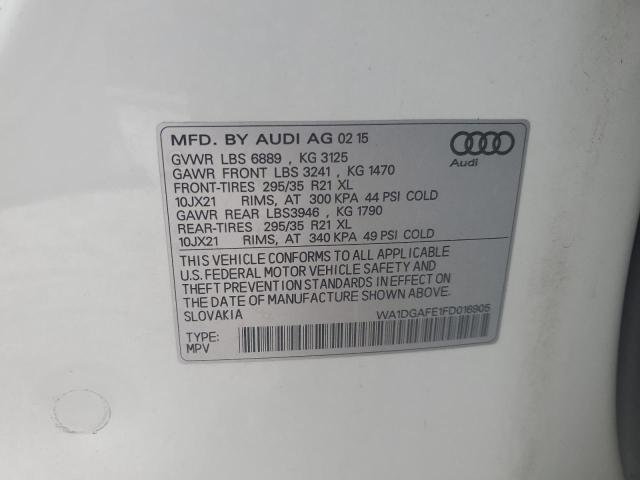 MFD. BY AUDI AG 02 15
GVWR LBS 6889 , KG 3125
GAWR FRONT LBS 3241 , KG 1470
FRONT-TIRES 295/35 R21 XL
10JX21 RIMS, AT 300 KPA 44 PSI COLD
GAWR REAR LBS3946 , KG 1790
REAR-TIRES 295/35 R21 XL
10JX21 RIMS, AT 340 KPA 49 PSI COLD
Audi
THIS VEHICLE CONFORMS TO ALL APPLICABLE
U.S. FEDERAL MOTOR VEHICLE SAFETY AND
THEFT PREVENTION STANDARDS IN EFFECT ON
THE DATE OF MANUFACTURE SHOWN ABOVE.
SLOVAKIA
WA1DGAFE1FD016905
TYPE:
MPV